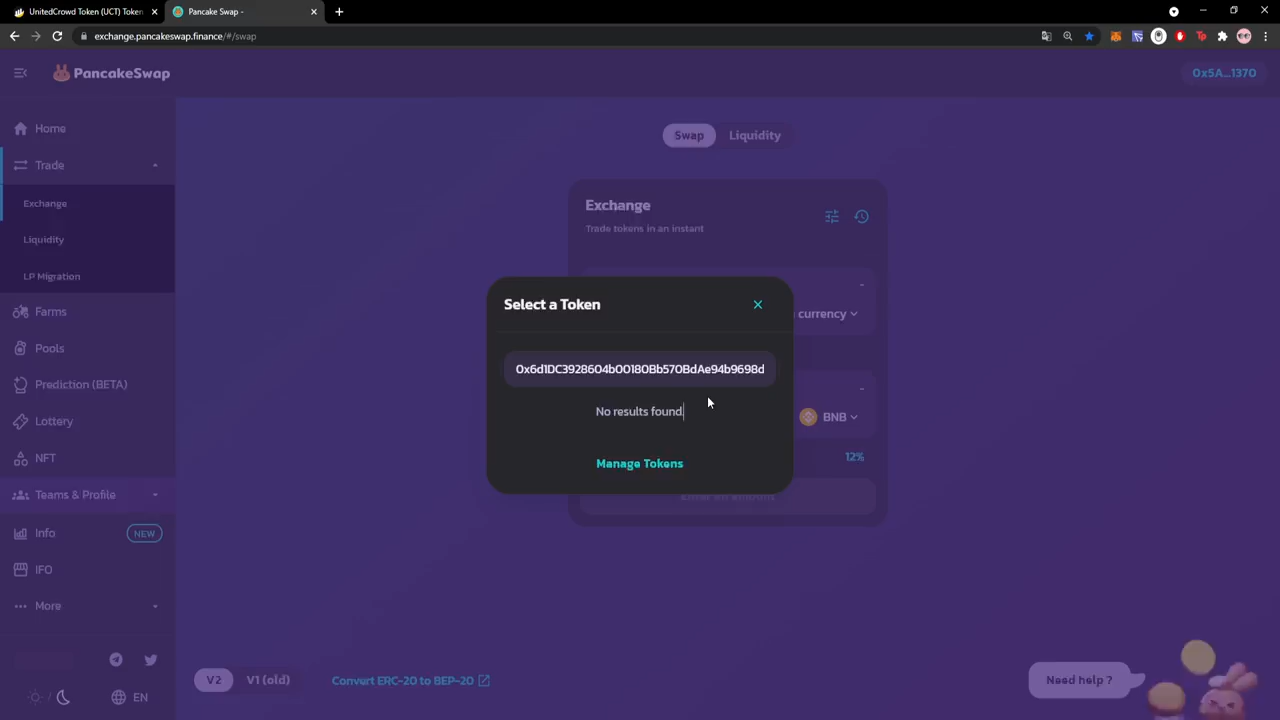 UnitedCrowd Token (UCT) Token
Pancake Swap -
exchange.pancakeswap.finance/#/swap
PancakeSwap
0x5A...1370
Home
Trade
Exchange
Liquidity
LP Migration
Farms
Pools
Prediction (BETA)
Lottery
NFT
Teams & Profile
Info
NEW
IFO
More
EN
Swap
Liquidity
Exchange
Trade tokens in an instant
-
currency
Select a Token
0x6d1DC3928604b00180Bb570BdAe94b9698d
No results found.
Manage Tokens
-
BNB
12%
Enter an amount
V2
V1 (old)
Convert ERC-20 to BEP-20
Need help ?